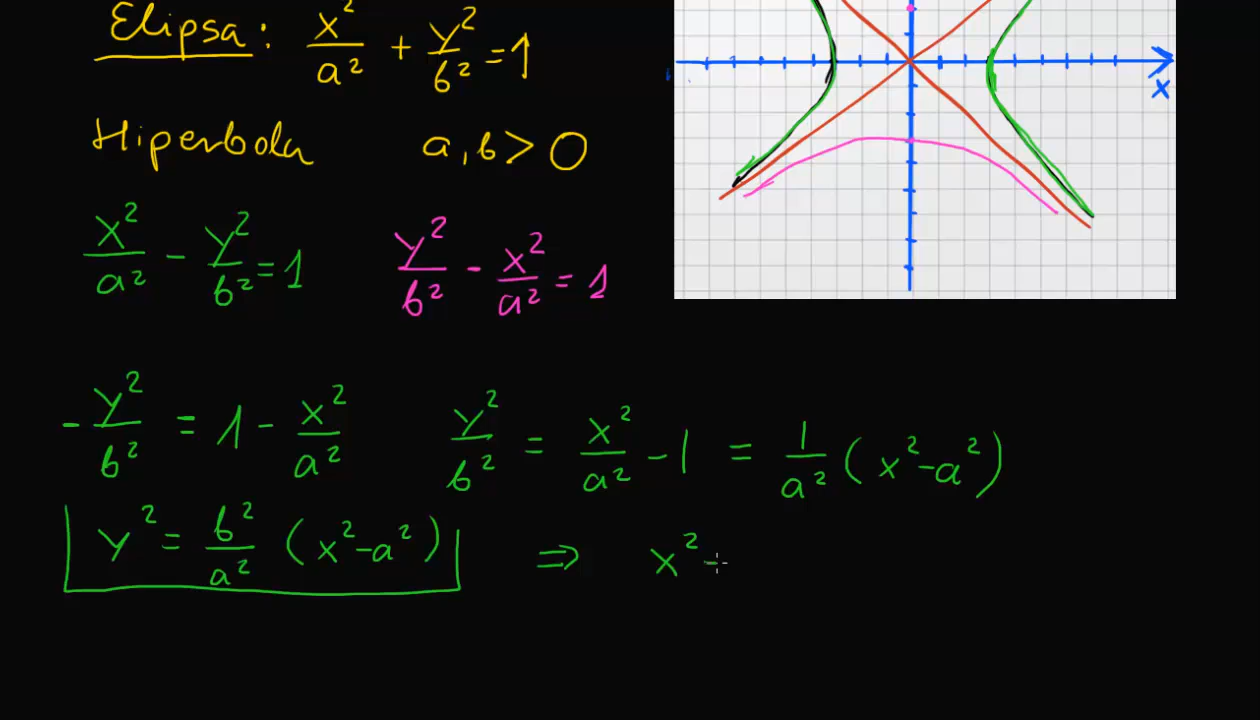 Elipsa: x²/a² + y²/b² = 1
Hiperbola a, b > 0
x²/a² - y²/b² = 1 y²/b² - x²/a² = 1
x
-y²/b² = 1 - x²/a² y²/b² = x²/a² - 1 = 1/a² (x² - a²)
y² = b²/a² (x² - a²) ⇒ x² -